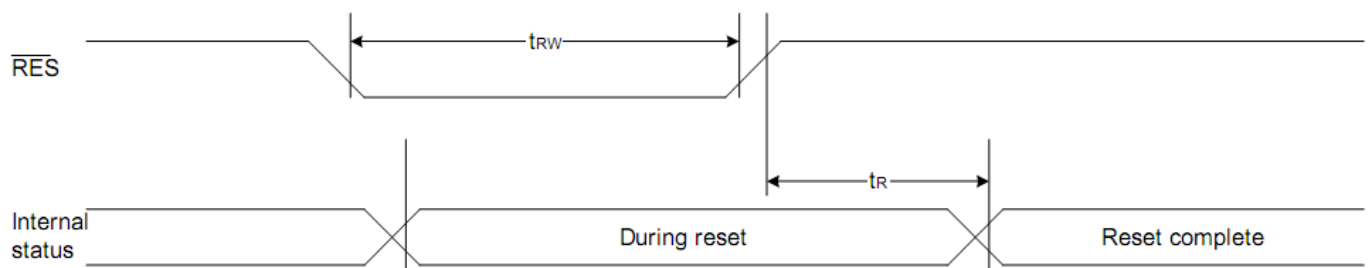 tRW
RES
tR
Internal
status
During reset
Reset complete